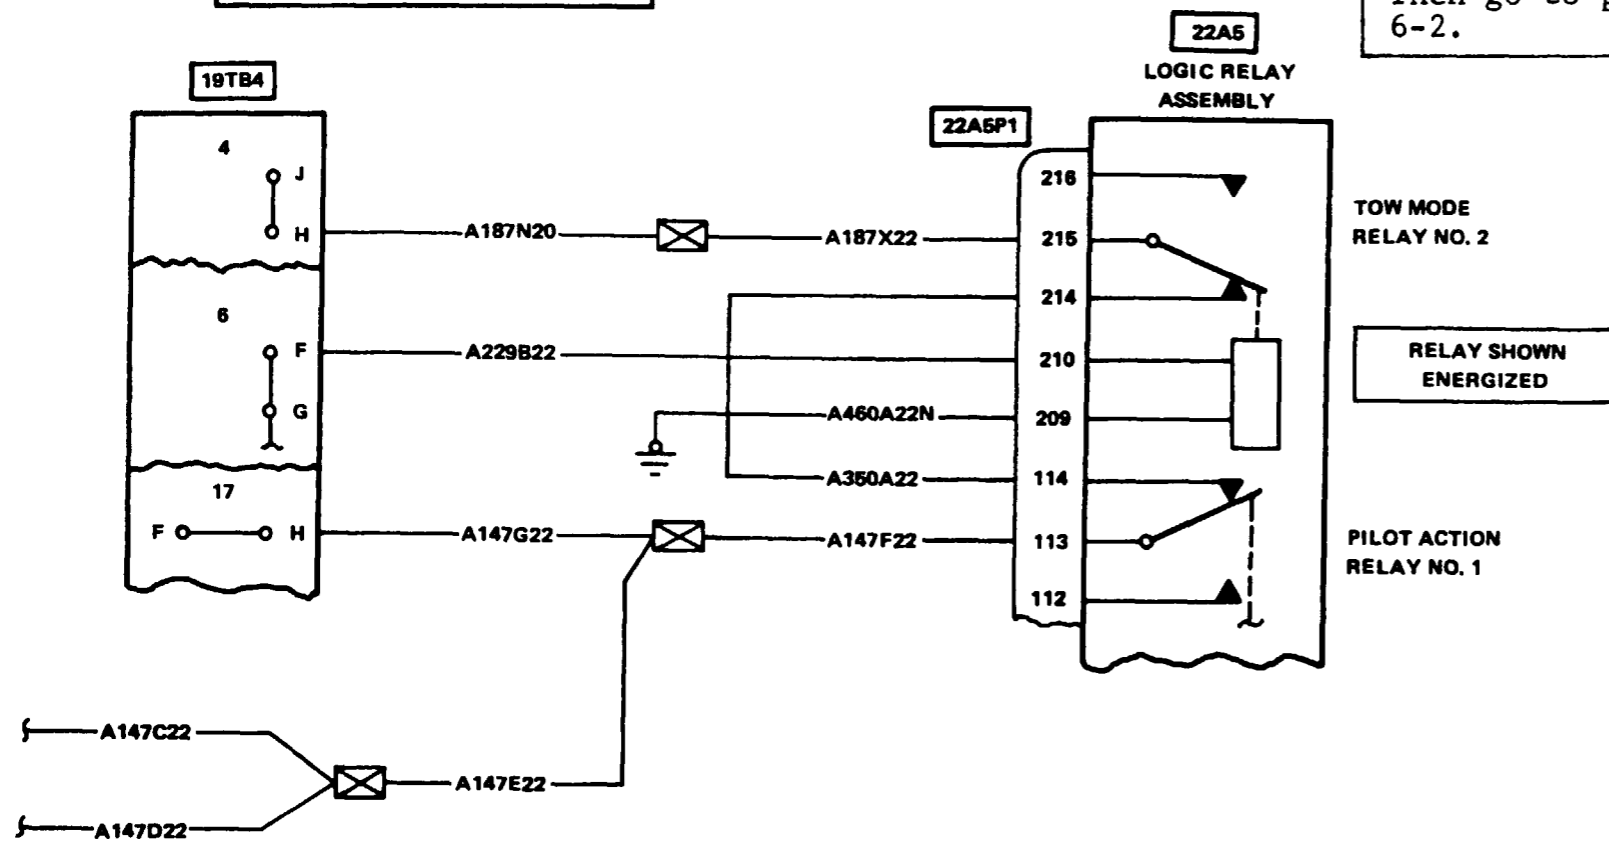 Then go to p
6-2.
22A5
LOGIC RELAY
ASSEMBLY
19TB4
22A5P1
4
J
H
A187N20
A187X22
216
215
214
TOW MODE
RELAY NO. 2
6
F
G
A229B22
210
A460A22N
209
RELAY SHOWN
ENERGIZED
A350A22
114
17
F
H
A147G22
A147F22
113
112
PILOT ACTION
RELAY NO. 1
A147C22
A147E22
A147D22